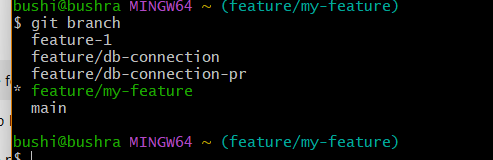 bushi@bushra MINGW64 ~ (feature/my-feature)
$ git branch
  feature-1
  feature/db-connection
  feature/db-connection-pr
* feature/my-feature
  main

bushi@bushra MINGW64 ~ (feature/my-feature)
$